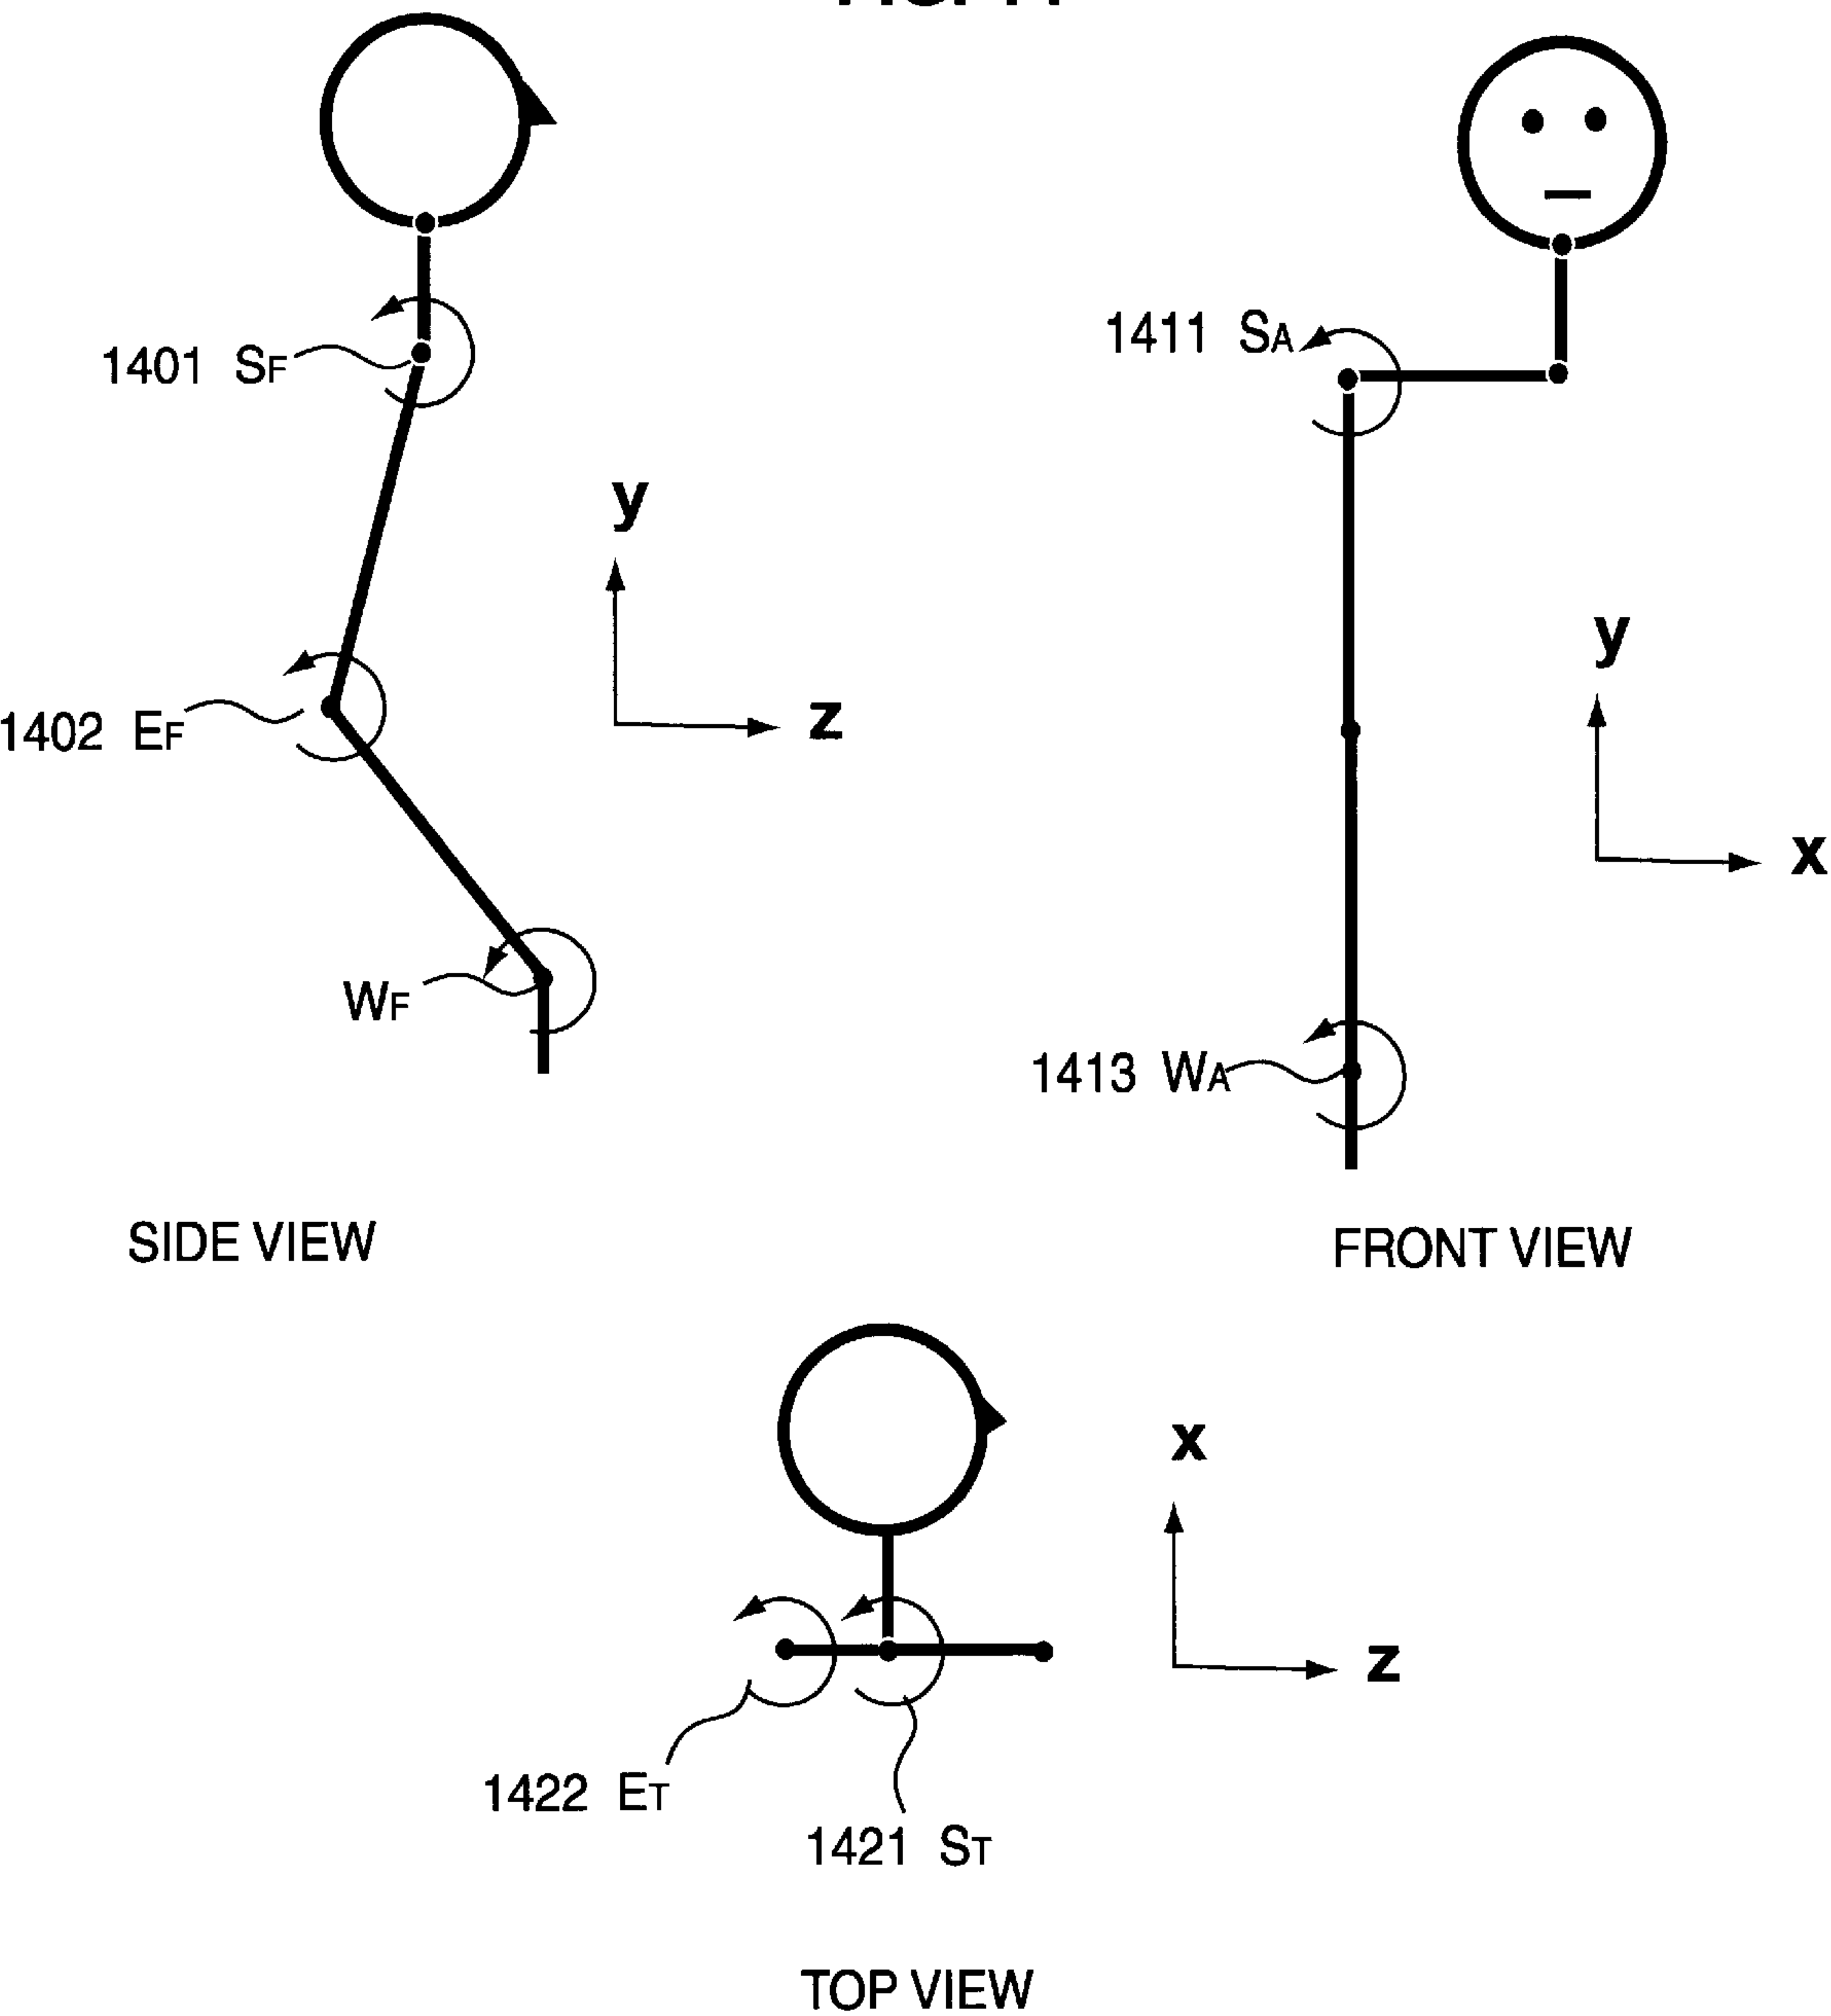 1401 SF
1411 SA
y
z
1402 EF
y
x
WF
1413 WA
SIDE VIEW
FRONT VIEW
x
z
1422 ET
1421 ST
TOP VIEW